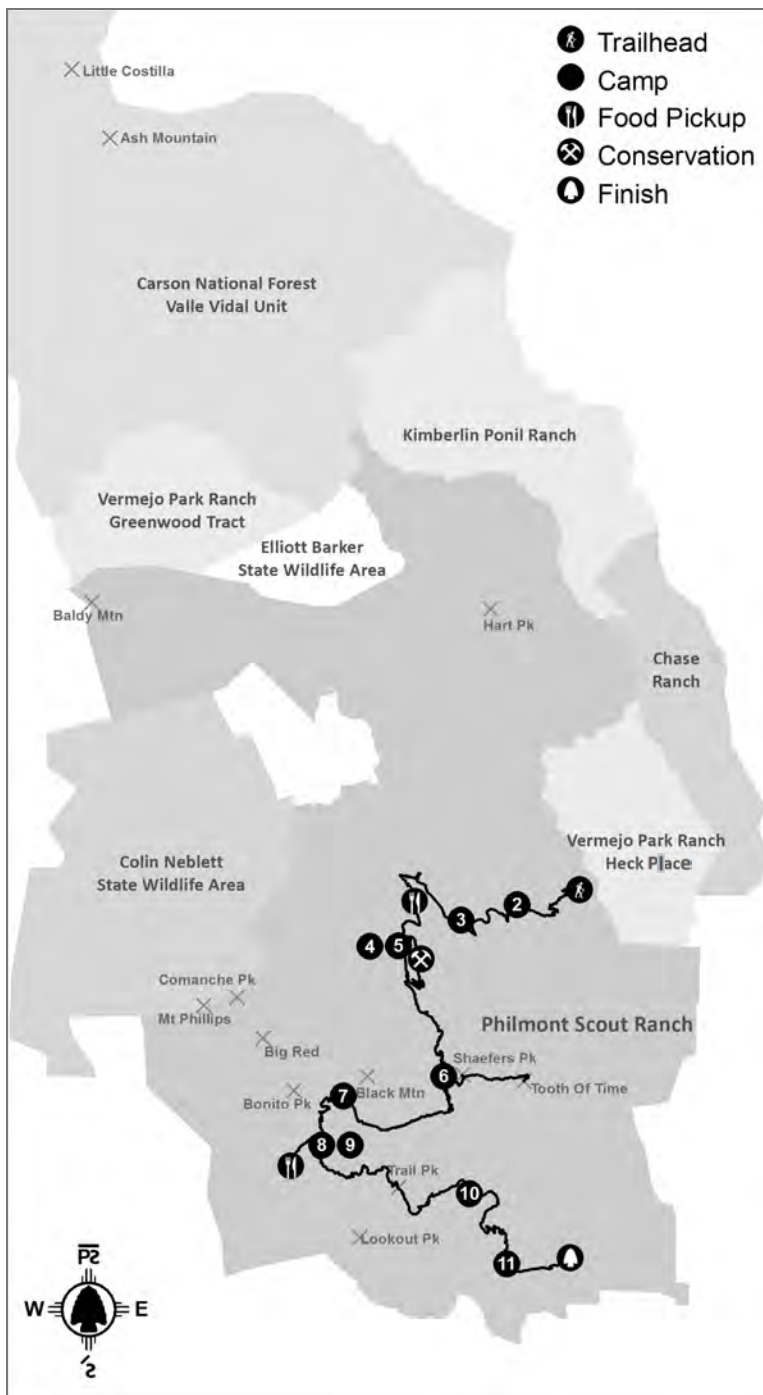 Trailhead
Camp
Food Pickup
Conservation
Finish
Little Costilla
Ash Mountain
Carson National Forest
Valle Vidal Unit
Kimberlin Ponil Ranch
Vermejo Park Ranch
Greenwood Tract
Elliott Barker
State Wildlife Area
Baldy Mtn
Hart Pk
Chase
Ranch
Vermejo Park Ranch
Heck Place
Colin Neblett
State Wildlife Area
2
3
4
5
Comanche Pk
Mt Phillips
Philmont Scout Ranch
Big Red
Shaefers Pk
6
Tooth Of Time
Black Mtn
7
Bonito Pk
8
9
Trail Pk
10
Lookout Pk
11
W
E